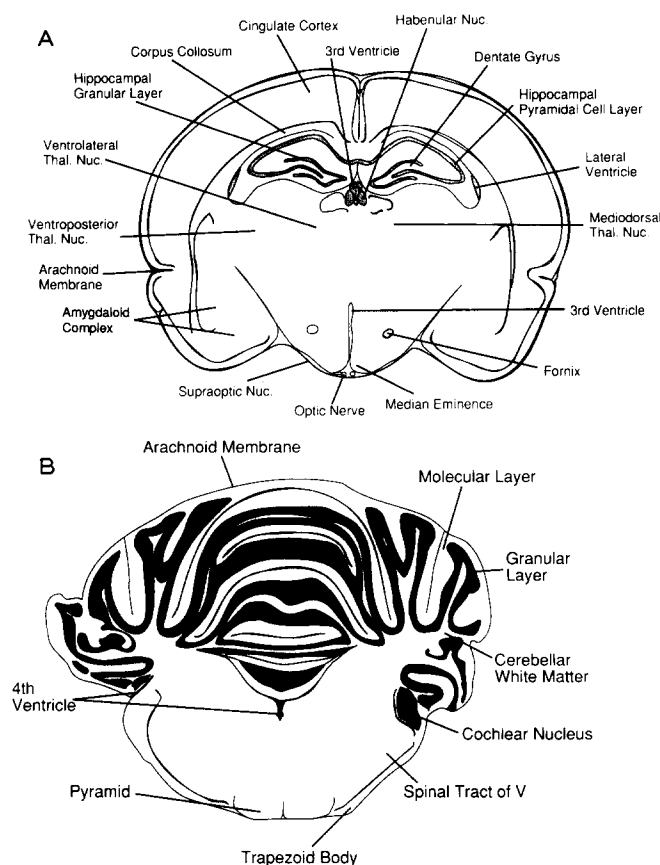 A
Cingulate Cortex
Habenular Nuc.
Corpus Collosum
3rd Ventricle
Dentate Gyrus
Hippocampal
Granular Layer
Hippocampal
Pyramidal Cell Layer
Ventrolateral
Thal. Nuc.
Lateral
Ventricle
Ventroposterior
Thal. Nuc.
Mediodorsal
Thal. Nuc.
Arachnoid
Membrane
Amygdaloid
Complex
3rd Ventricle
Fornix
Supraoptic Nuc.
Optic Nerve
Median Eminence
B
Arachnoid Membrane
Molecular Layer
Granular
Layer
Cerebellar
White Matter
4th
Ventricle
Cochlear Nucleus
Pyramid
Spinal Tract of V
Trapezoid Body